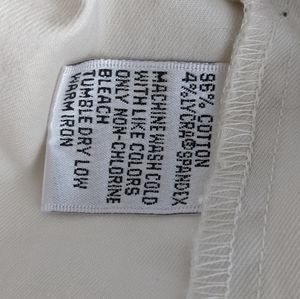 96% COTTON
4% LYCRA® SPANDEX
MACHINE WASH COLD
WITH LIKE COLORS
ONLY NON-CHLORINE
BLEACH
TUMBLE DRY LOW
WARM IRON